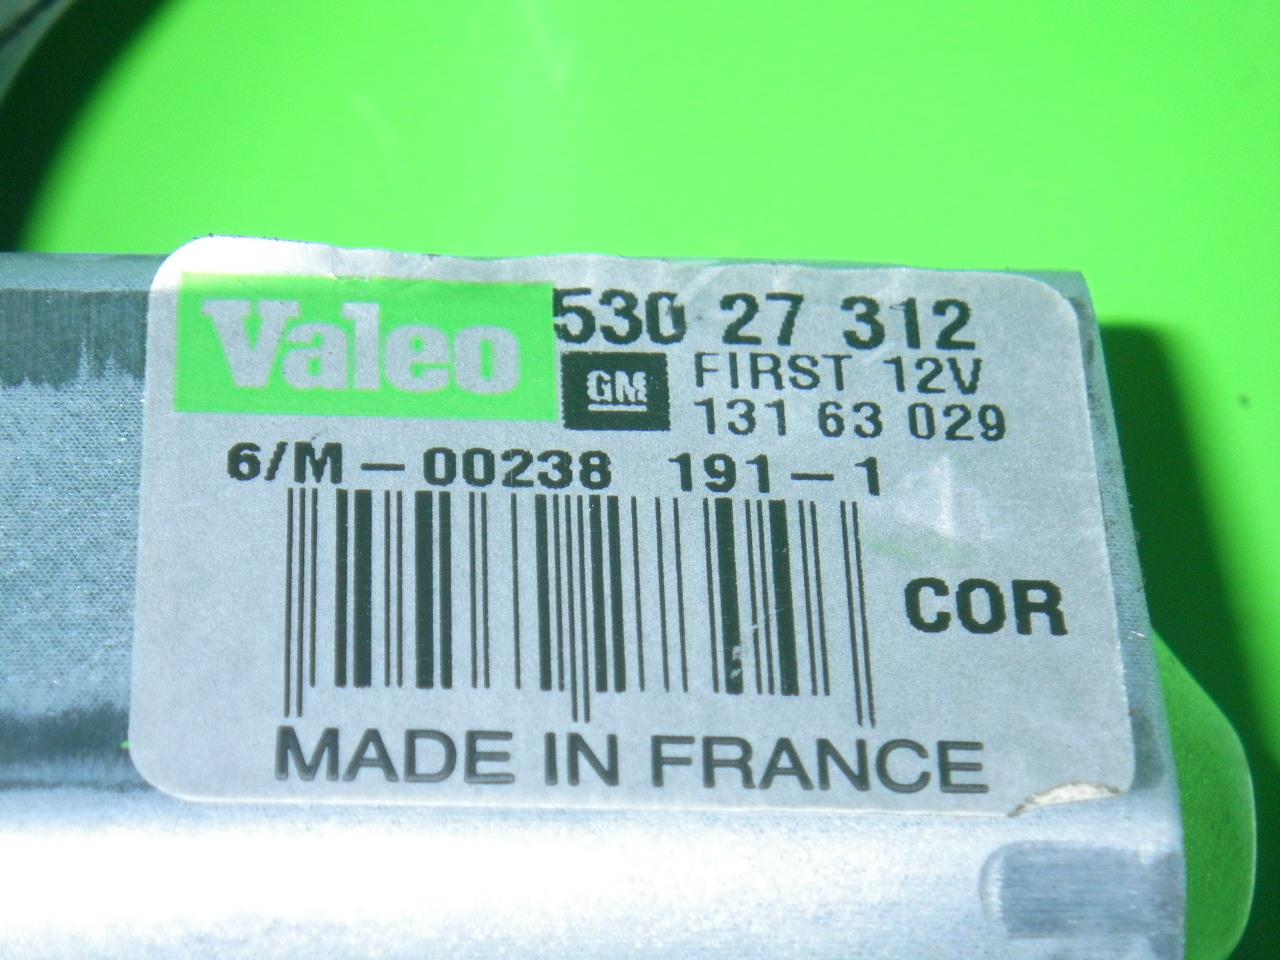 Valeo 530 27 312
GM FIRST 12V
131 63 029
6/M-00238 191-1
COR
MADE IN FRANCE